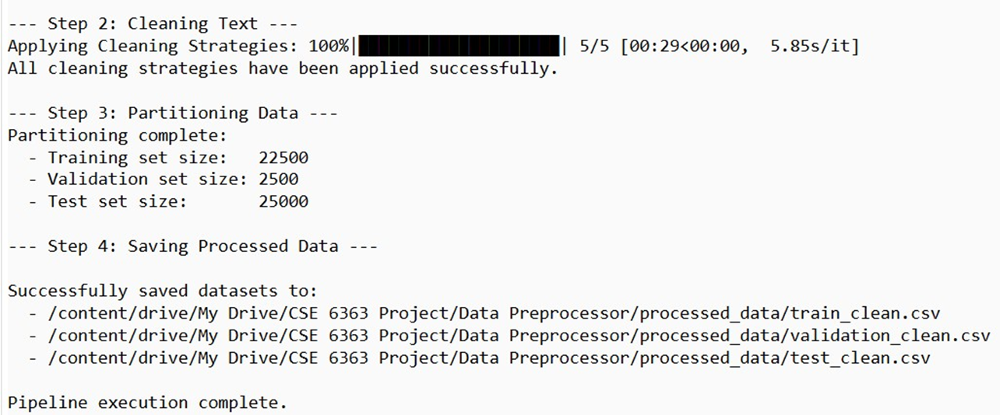 --- Step 2: Cleaning Text ---
Applying Cleaning Strategies: 100%|██████████| 5/5 [00:29<00:00,  5.85s/it]
All cleaning strategies have been applied successfully.
--- Step 3: Partitioning Data ---
Partitioning complete:
  - Training set size:   22500
  - Validation set size: 2500
  - Test set size:       25000
--- Step 4: Saving Processed Data ---
Successfully saved datasets to:
  - /content/drive/My Drive/CSE 6363 Project/Data Preprocessor/processed_data/train_clean.csv
  - /content/drive/My Drive/CSE 6363 Project/Data Preprocessor/processed_data/validation_clean.csv
  - /content/drive/My Drive/CSE 6363 Project/Data Preprocessor/processed_data/test_clean.csv
Pipeline execution complete.